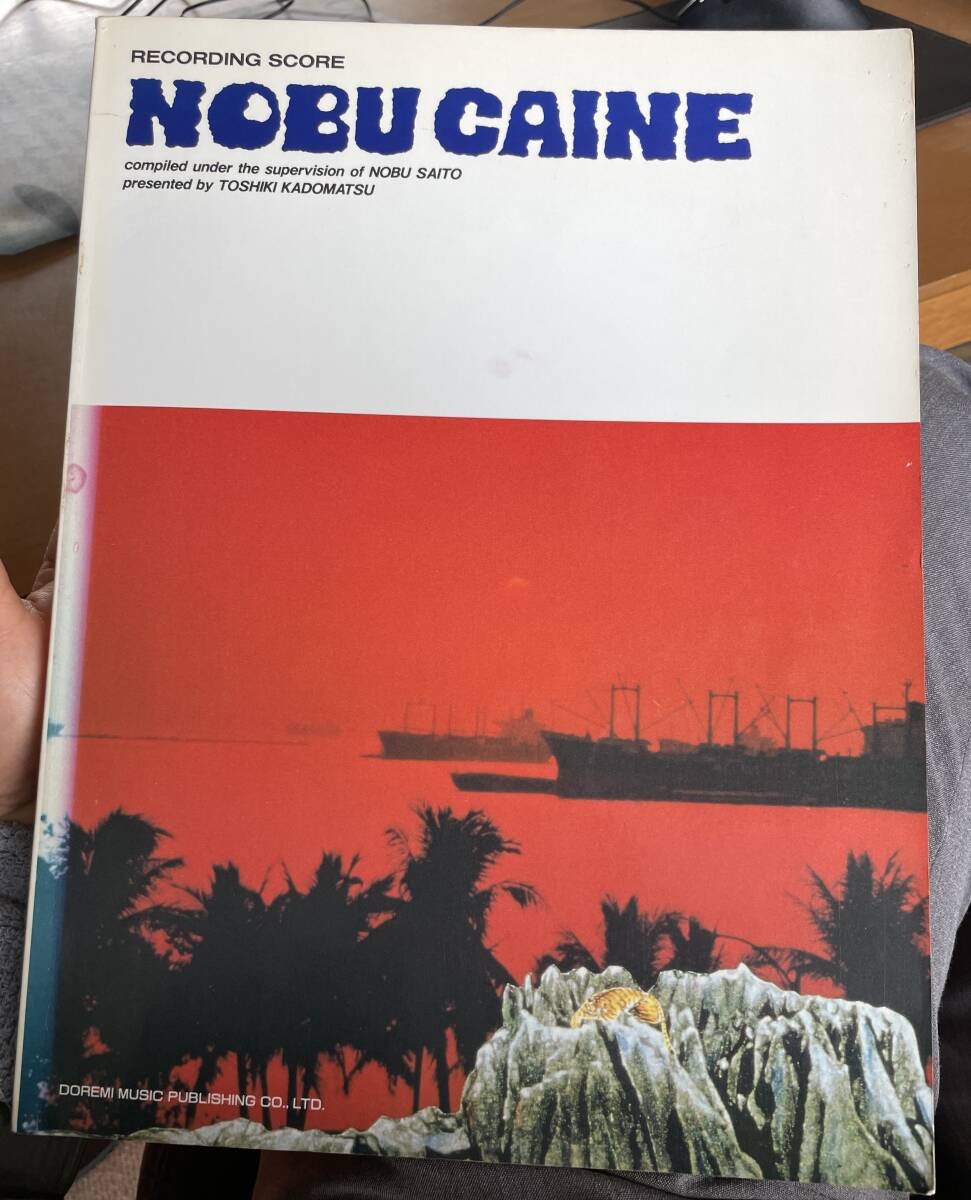 RECORDING SCORE
NOBU CAINE
compiled under the supervision of NOBU SAITO
presented by TOSHIKI KADOMATSU
DOREMI MUSIC PUBLISHING CO., LTD.